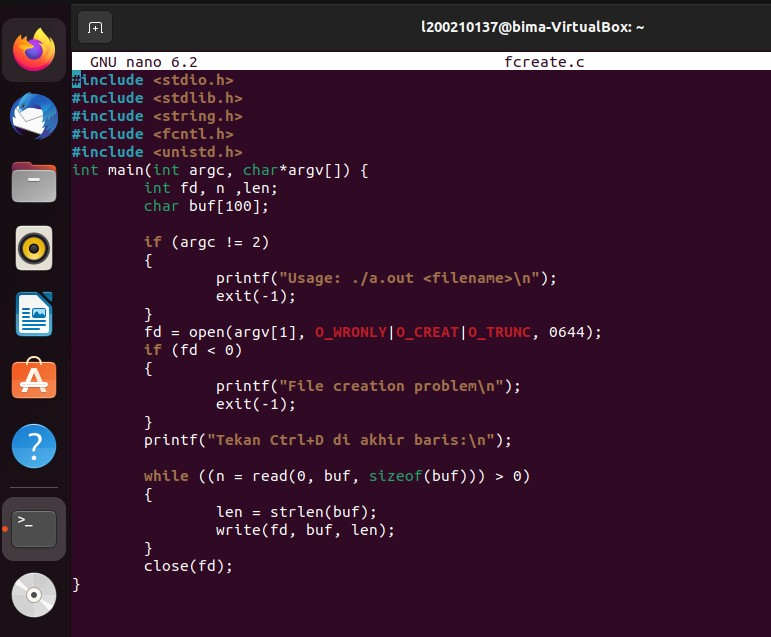 l200210137@bima-VirtualBox: ~
GNU nano 6.2 fcreate.c
#include <stdio.h>
#include <stdlib.h>
#include <string.h>
#include <fcntl.h>
#include <unistd.h>
int main(int argc, char*argv[]) {
        int fd, n ,len;
        char buf[100];

        if (argc != 2)
        {
                printf("Usage: ./a.out <filename>\n");
                exit(-1);
        }
        fd = open(argv[1], O_WRONLY|O_CREAT|O_TRUNC, 0644);
        if (fd < 0)
        {
                printf("File creation problem\n");
                exit(-1);
        }
        printf("Tekan Ctrl+D di akhir baris:\n");

        while ((n = read(0, buf, sizeof(buf))) > 0)
        {
                len = strlen(buf);
                write(fd, buf, len);
        }
        close(fd);
}